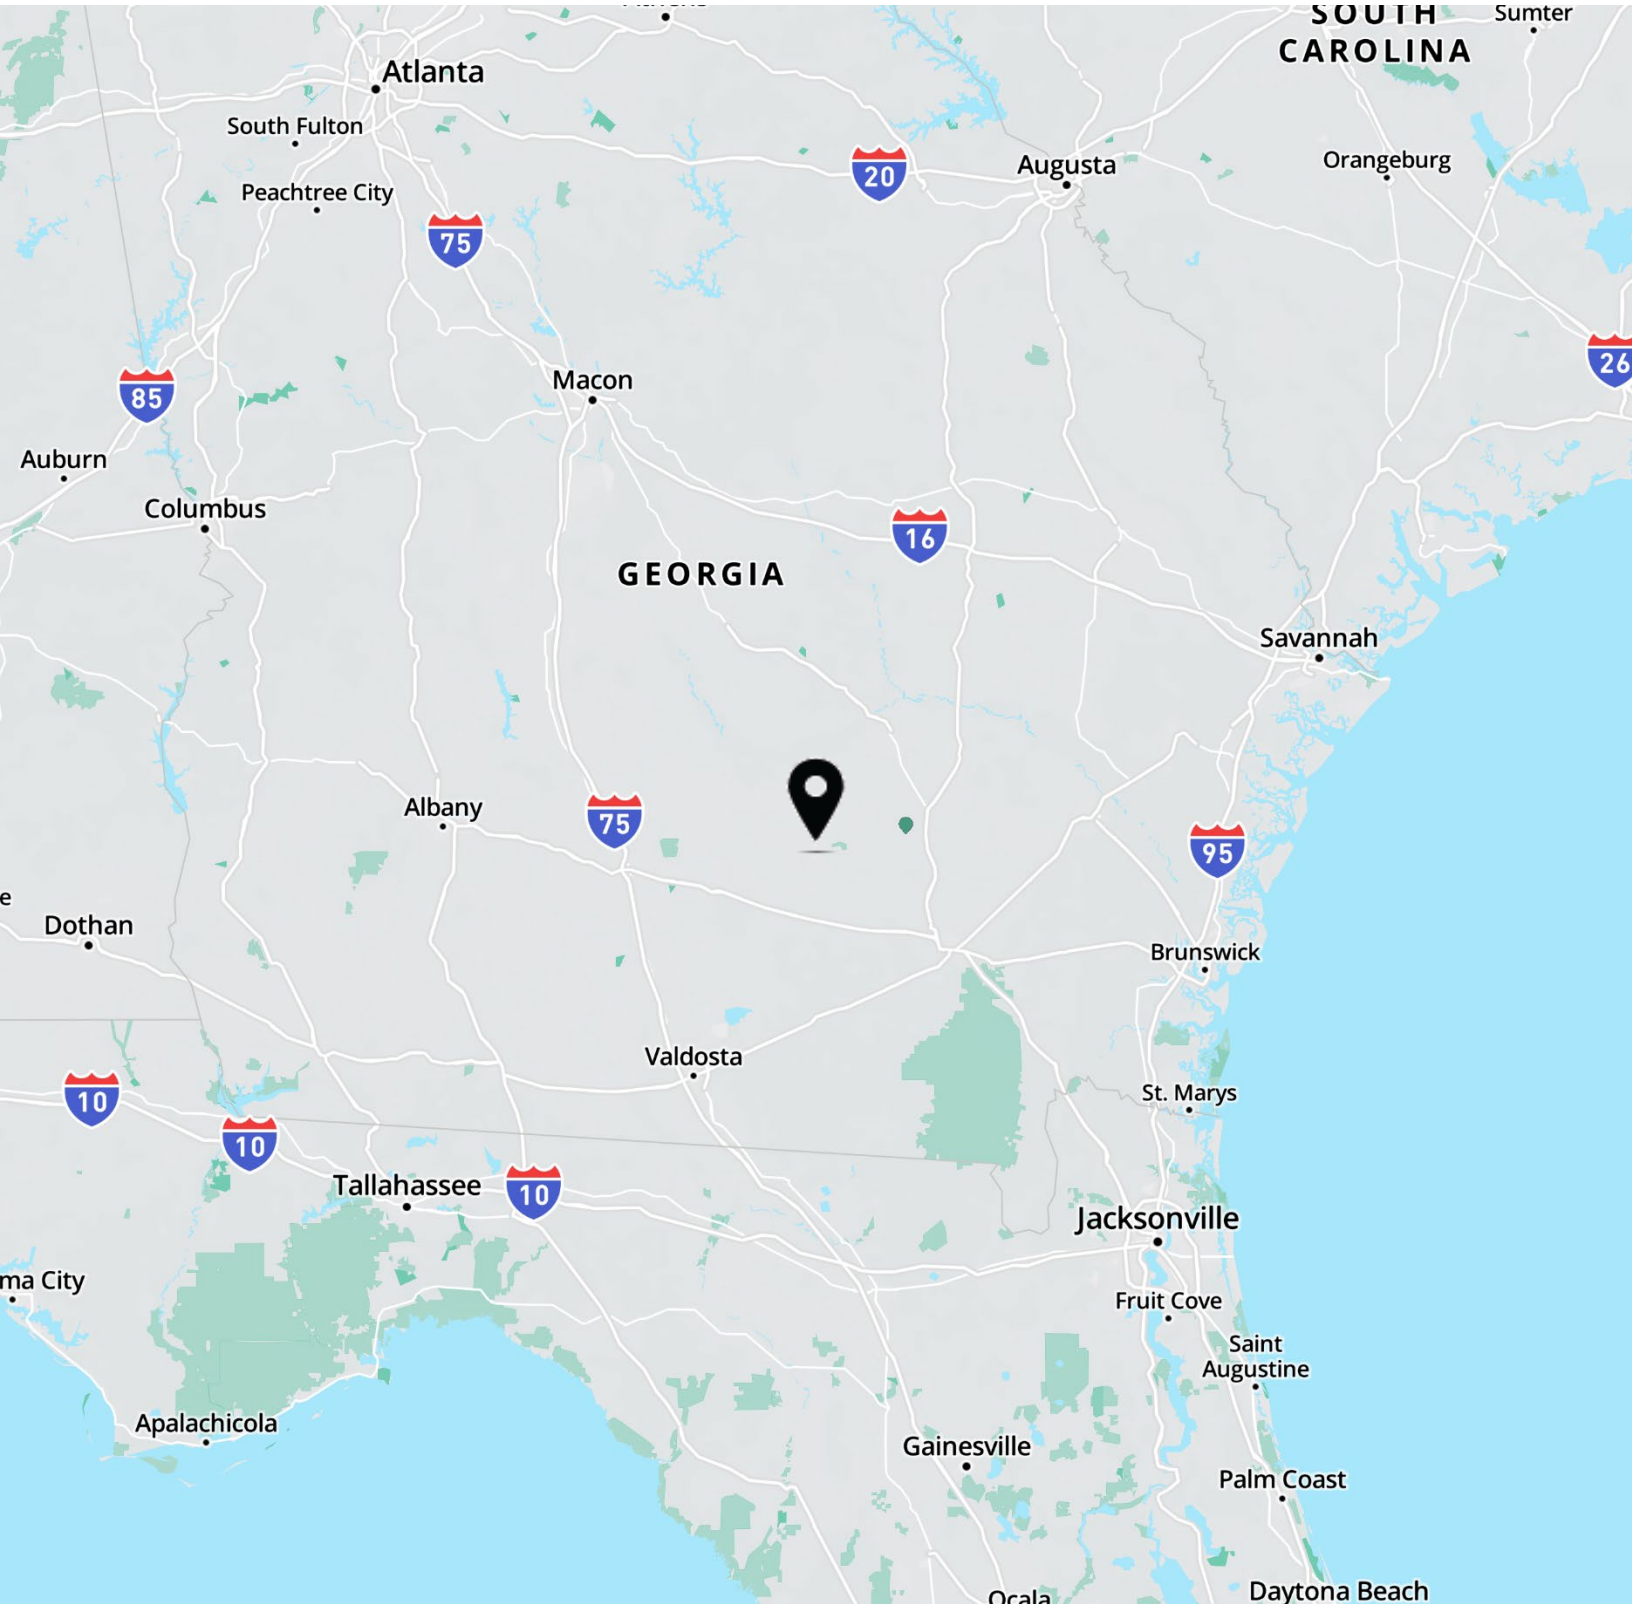 SOUTH
CAROLINA
Sumter
Atlanta
South Fulton
Peachtree City
20
Augusta
Orangeburg
75
26
85
Macon
Auburn
Columbus
16
GEORGIA
Savannah
Albany
75
95
e
Dothan
Brunswick
Valdosta
10
St. Marys
10
Tallahassee
10
Jacksonville
ma City
Fruit Cove
Saint
Augustine
Apalachicola
Gainesville
Palm Coast
Ocala
Daytona Beach